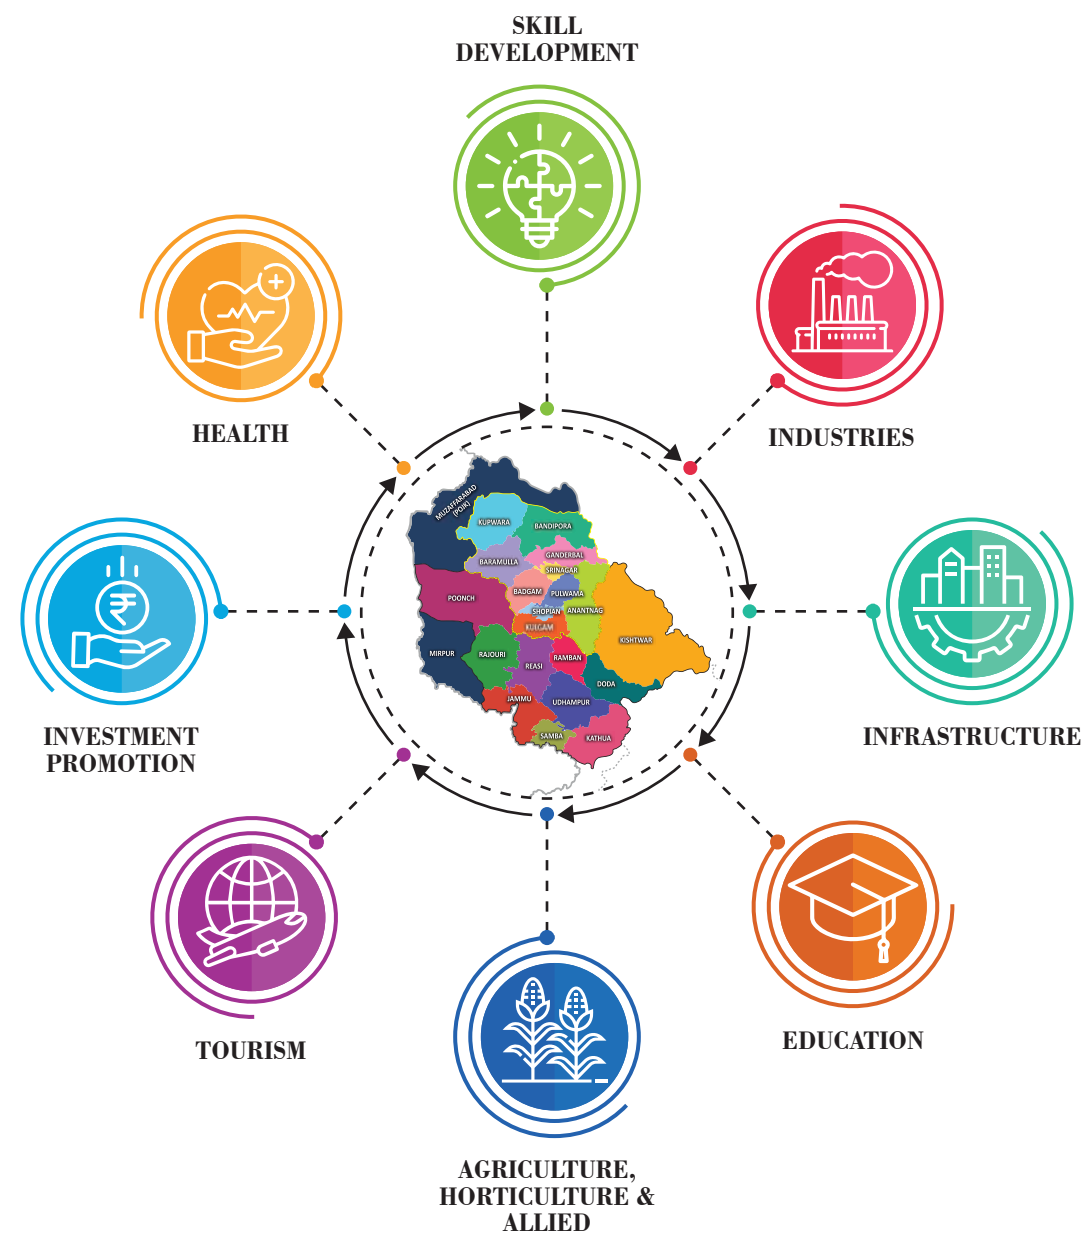 SKILL
DEVELOPMENT
HEALTH
INDUSTRIES
MUZAFFARABAD
(POJK)
KUPWARA
BANDIPORA
BARAMULLA
GANDERBAL
SRINAGAR
BADGAM
PULWAMA
POONCH
SHOPIAN
ANANTNAG
KULGAM
KISHTWAR
MIRPUR
RAJOURI
REASI
RAMBAN
DODA
JAMMU
UDHAMPUR
SAMBA
KATHUA
₹
INVESTMENT
PROMOTION
INFRASTRUCTURE
TOURISM
EDUCATION
AGRICULTURE,
HORTICULTURE &
ALLIED